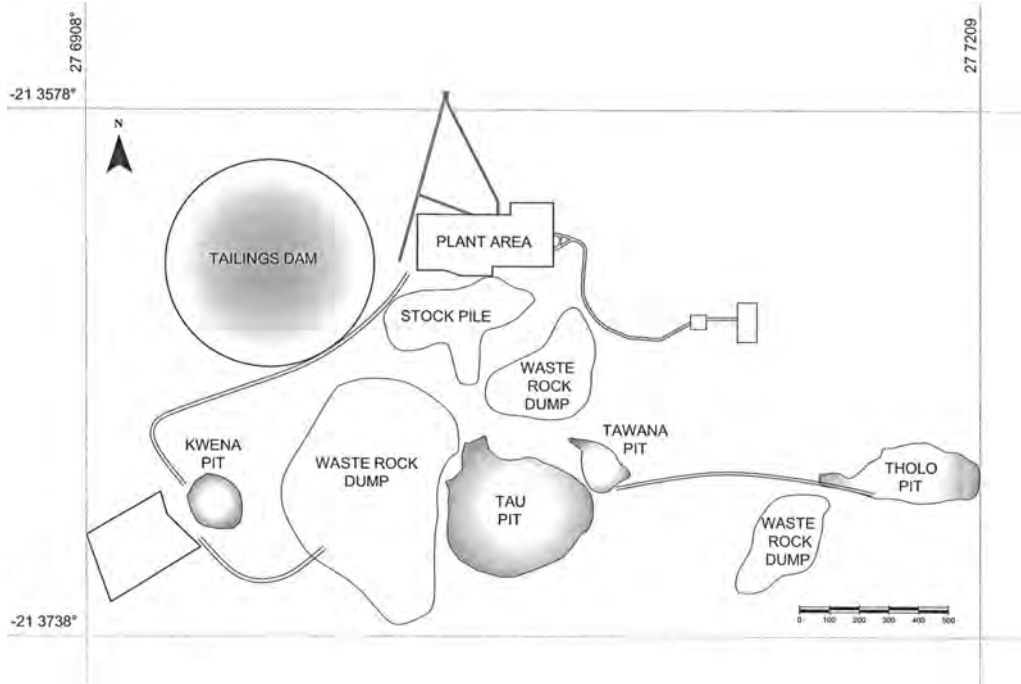 27 6908°
27 7209°
-21 3578°
N
TAILINGS DAM
PLANT AREA
STOCK PILE
WASTE
ROCK
DUMP
KWENA
PIT
WASTE ROCK
DUMP
TAWANA
PIT
TAU
PIT
THOLO
PIT
WASTE
ROCK
DUMP
-21 3738°
0 100 200 300 400 500